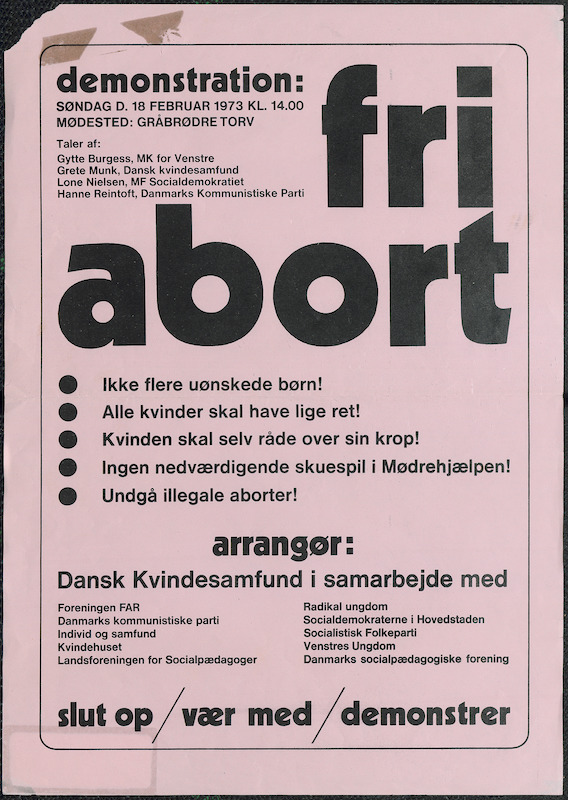 demonstration:
SØNDAG D. 18 FEBRUAR 1973 KL. 14.00
MØDESTED: GRÅBRØDRE TORV
Taler af:
Gytte Burgess, MK for Venstre
Grete Munk, Dansk kvindesamfund
Lone Nielsen, MF Socialdemokratiet
Hanne Reintoft, Danmarks Kommunistiske Parti
fri
abort
● Ikke flere uønskede børn!
● Alle kvinder skal have lige ret!
● Kvinden skal selv råde over sin krop!
● Ingen nedværdigende skuespil i Mødrehjælpen!
● Undgå illegale aborter!
arrangør:
Dansk Kvindesamfund i samarbejde med
Foreningen FAR
Danmarks kommunistiske parti
Individ og samfund
Kvindehuset
Landsforeningen for Socialpædagoger
Radikal ungdom
Socialdemokraterne i Hovedstaden
Socialistisk Folkeparti
Venstres Ungdom
Danmarks socialpædagogiske forening
slut op / vær med / demonstrer